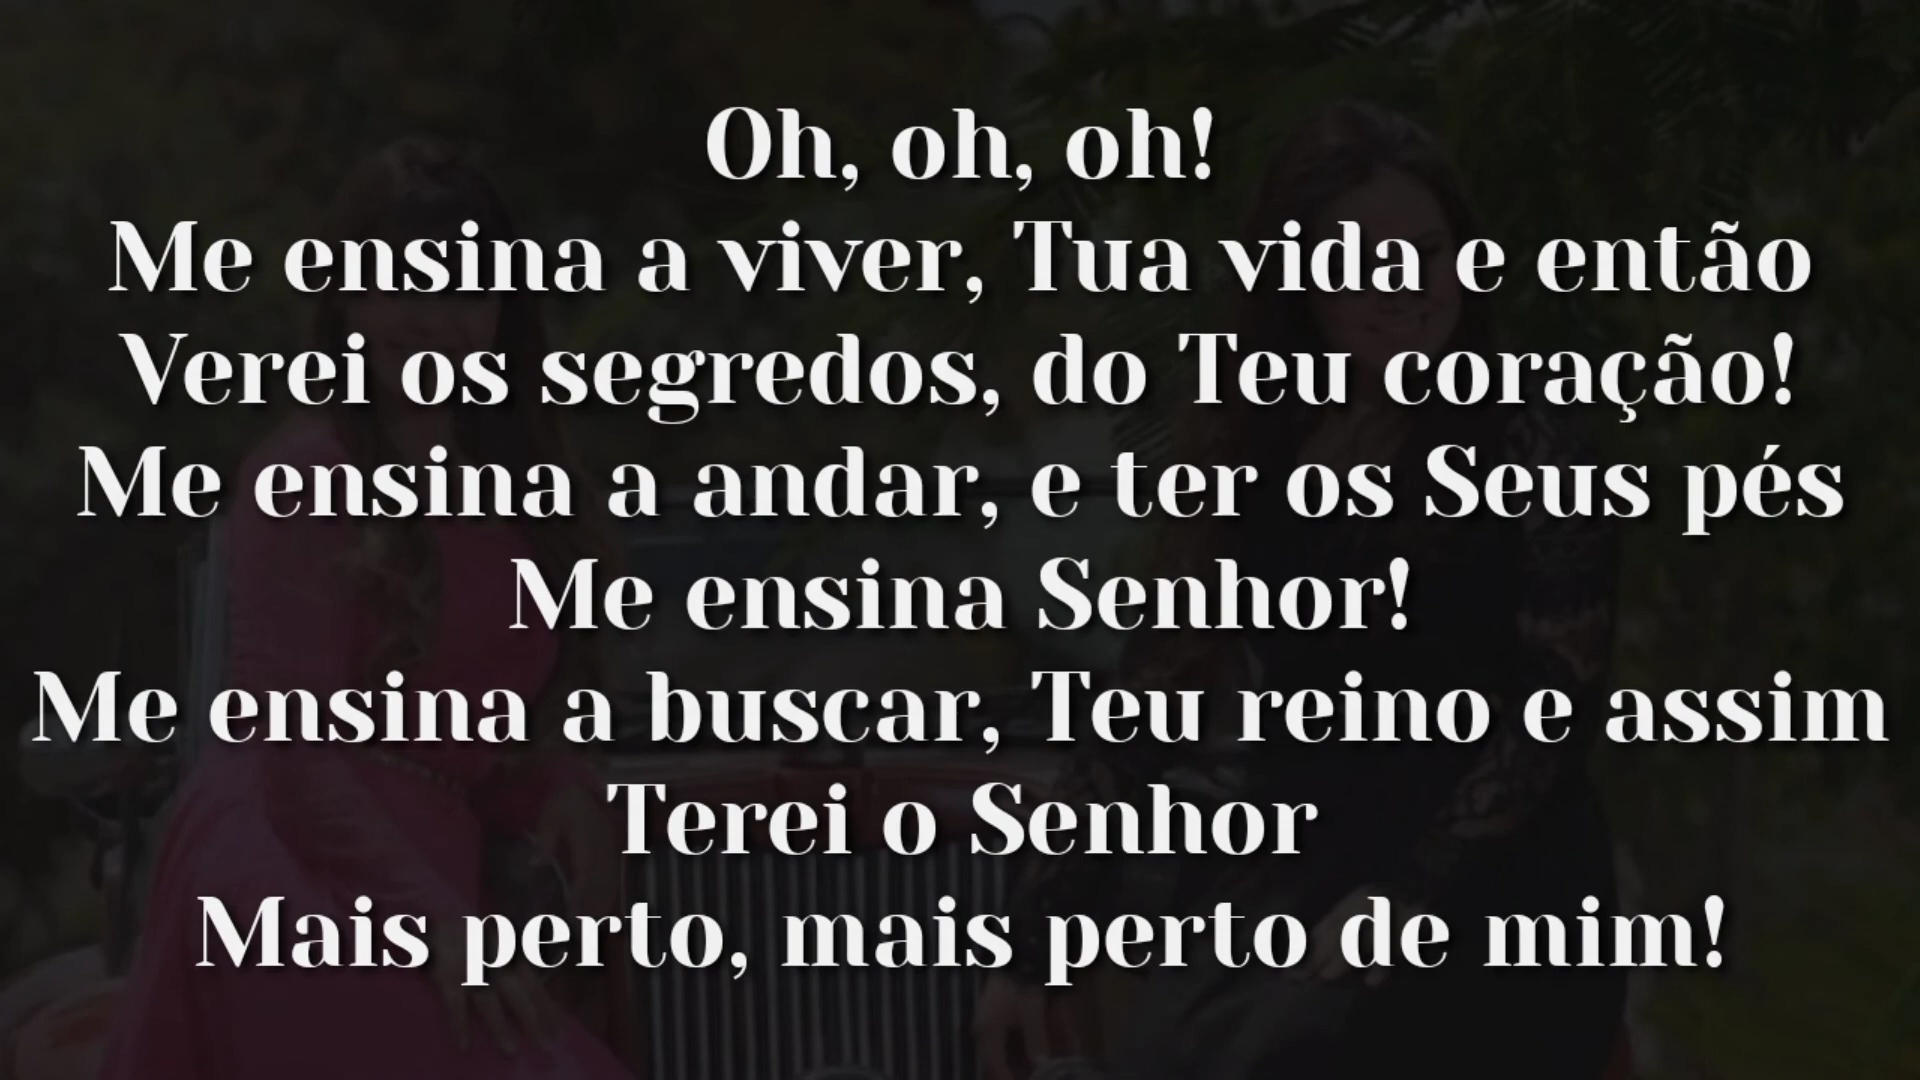 Oh, oh, oh!
Me ensina a viver, Tua vida e então
Verei os segredos, do Teu coração!
Me ensina a andar, e ter os Seus pés
Me ensina Senhor!
Me ensina a buscar, Teu reino e assim
Terei o Senhor
Mais perto, mais perto de mim!